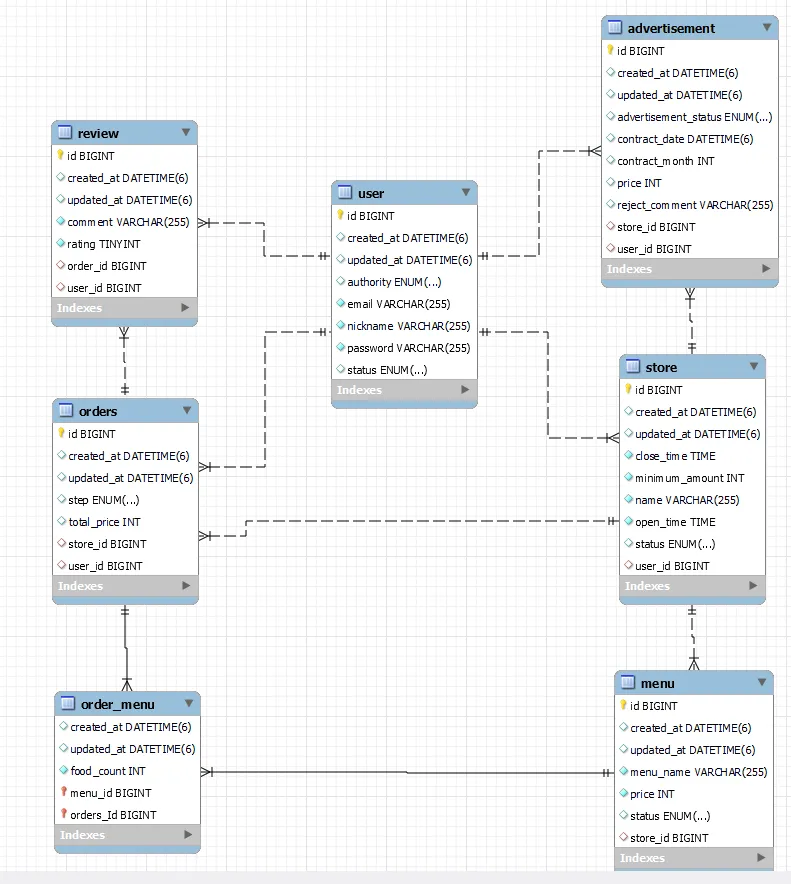 advertisement
id BIGINT
created_at DATETIME(6)
updated_at DATETIME(6)
advertisement_status ENUM(...)
contract_date DATETIME(6)
contract_month INT
price INT
reject_comment VARCHAR(255)
store_id BIGINT
user_id BIGINT
Indexes
review
id BIGINT
created_at DATETIME(6)
updated_at DATETIME(6)
comment VARCHAR(255)
rating TINYINT
order_id BIGINT
user_id BIGINT
Indexes
user
id BIGINT
created_at DATETIME(6)
updated_at DATETIME(6)
authority ENUM(...)
email VARCHAR(255)
nickname VARCHAR(255)
password VARCHAR(255)
status ENUM(...)
Indexes
store
id BIGINT
created_at DATETIME(6)
updated_at DATETIME(6)
close_time TIME
minimum_amount INT
name VARCHAR(255)
open_time TIME
status ENUM(...)
user_id BIGINT
Indexes
orders
id BIGINT
created_at DATETIME(6)
updated_at DATETIME(6)
step ENUM(...)
total_price INT
store_id BIGINT
user_id BIGINT
Indexes
order_menu
created_at DATETIME(6)
updated_at DATETIME(6)
food_count INT
menu_id BIGINT
orders_Id BIGINT
Indexes
menu
id BIGINT
created_at DATETIME(6)
updated_at DATETIME(6)
menu_name VARCHAR(255)
price INT
status ENUM(...)
store_id BIGINT
Indexes